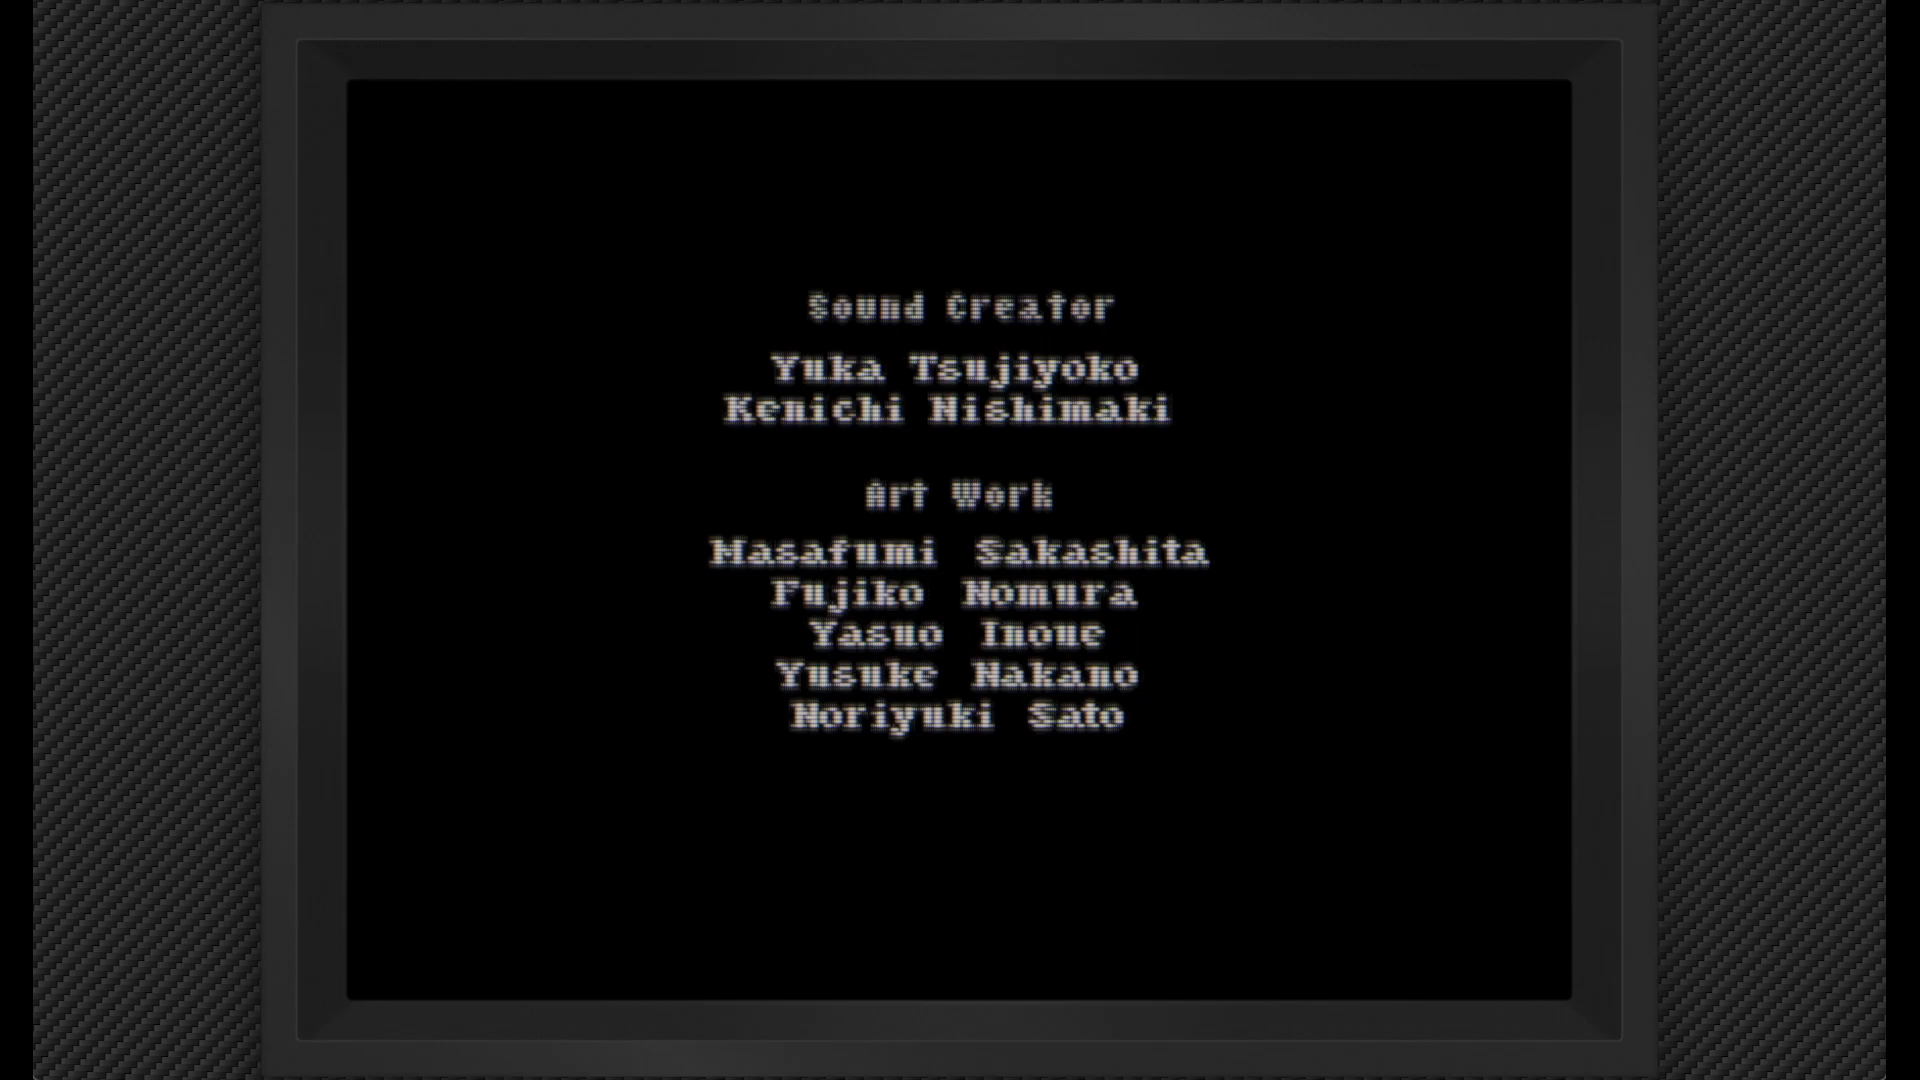 Sound Creator
Yuka Tsujiyoko
Kenichi Nishimaki
Art Work
Masafumi Sakashita
Fujiko Nomura
Yasuo Inoue
Yusuke Nakano
Noriyuki Sato